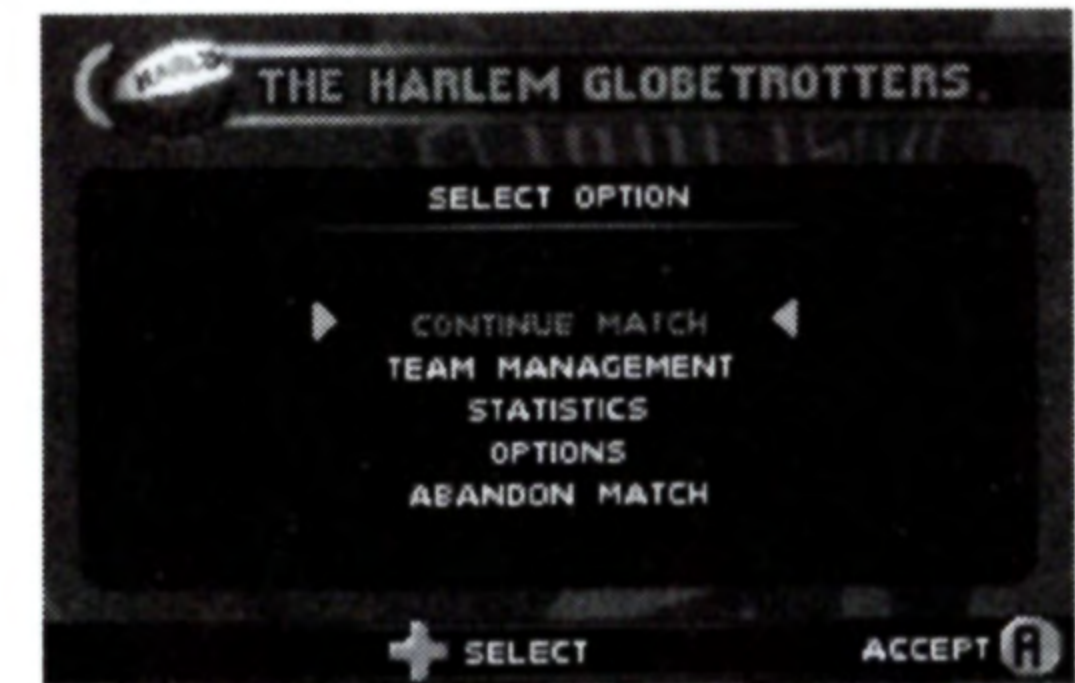 THE HARLEM GLOBETROTTERS
SELECT OPTION
CONTINUE MATCH
TEAM MANAGEMENT
STATISTICS
OPTIONS
ABANDON MATCH
SELECT
ACCEPT A